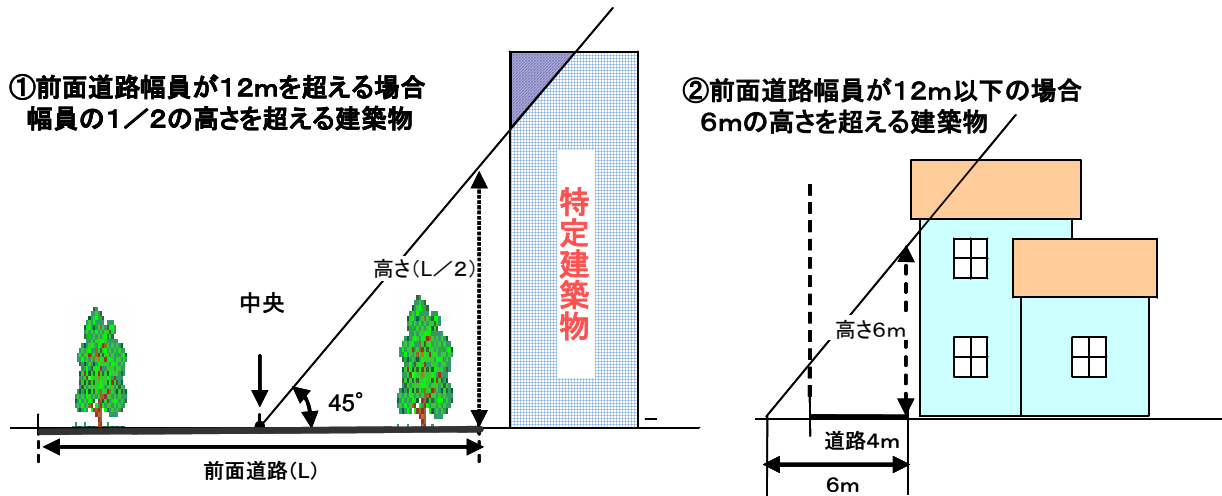 ①前面道路幅員が12mを超える場合
幅員の1/2の高さを超える建築物
特定建築物
高さ(L/2)
中央
45°
前面道路(L)
②前面道路幅員が12m以下の場合
6mの高さを超える建築物
高さ6m
道路4m
6m